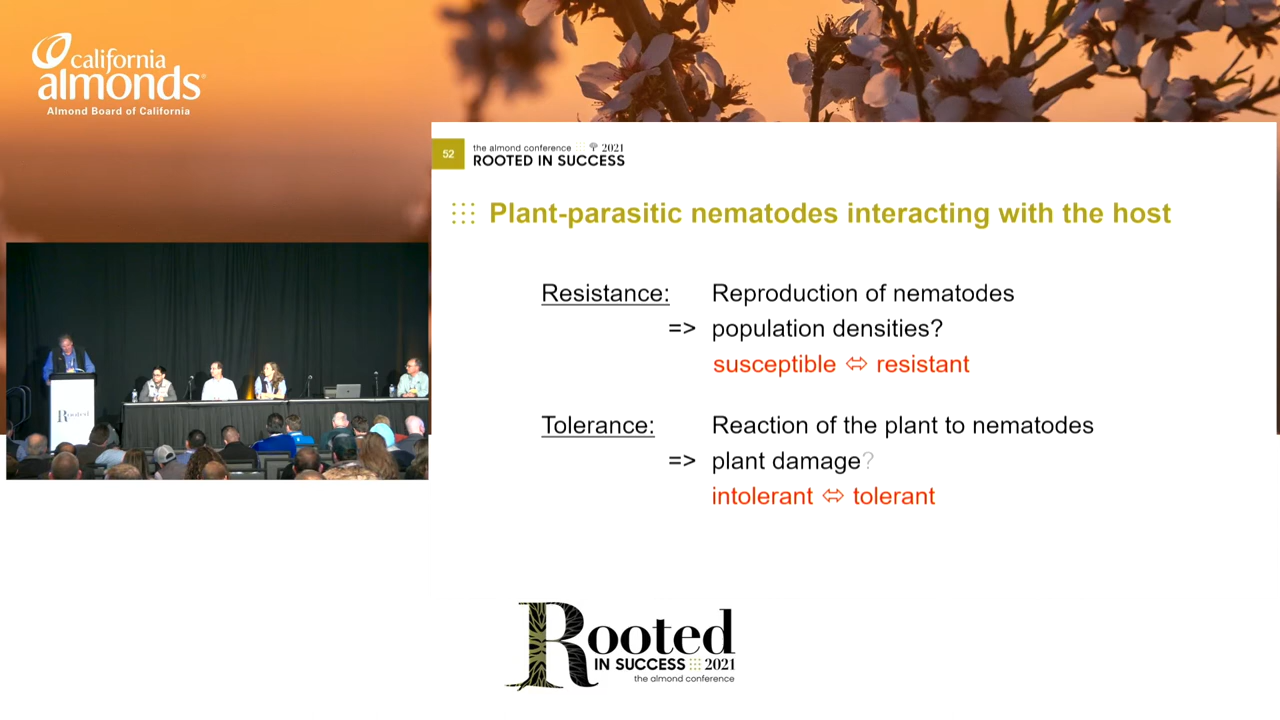 california
almonds
Almond Board of California
52
the almond conference 2021
ROOTED IN SUCCESS
Plant-parasitic nematodes interacting with the host
Resistance: Reproduction of nematodes
=> population densities?
susceptible ⬄ resistant
Tolerance: Reaction of the plant to nematodes
=> plant damage?
intolerant ⬄ tolerant
Rooted
Rooted
IN SUCCESS 2021
the almond conference